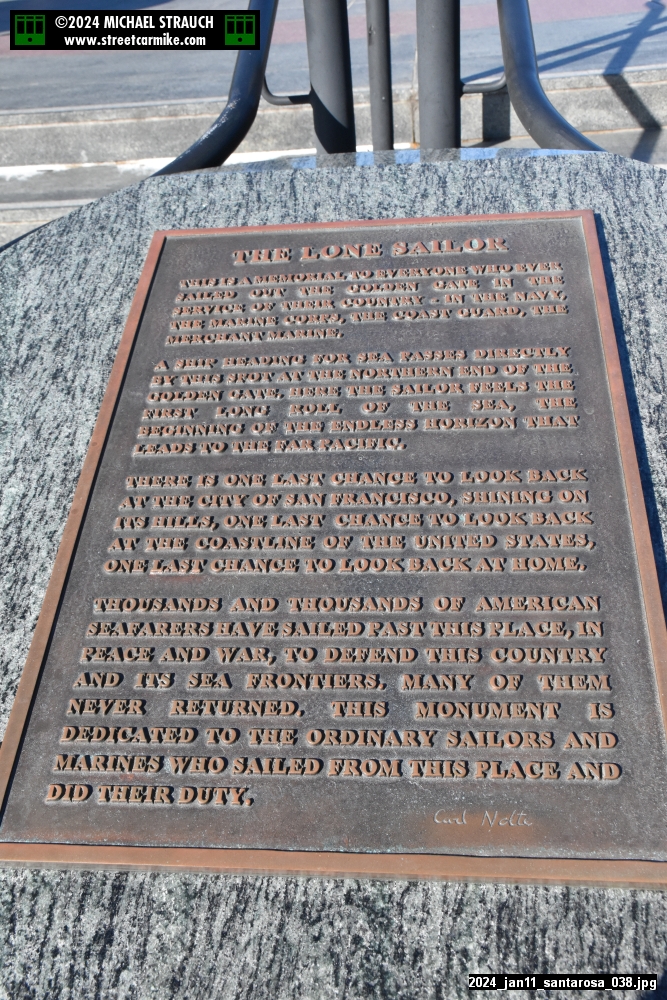 ©2024 MICHAEL STRAUCH
www.streetcarmike.com
THE LONE SAILOR
THIS IS A MEMORIAL TO EVERYONE WHO EVER
SAILED OUT THE GOLDEN GATE IN THE
SERVICE OF THEIR COUNTRY - IN THE NAVY,
THE MARINE CORPS, THE COAST GUARD, THE
MERCHANT MARINE.
A SHIP HEADING FOR SEA PASSES DIRECTLY
BY THIS SPOT AT THE NORTHERN END OF THE
GOLDEN GATE. HERE THE SAILOR FEELS THE
FIRST LONG ROLL OF THE SEA, THE
BEGINNING OF THE ENDLESS HORIZON THAT
LEADS TO THE FAR PACIFIC.
THERE IS ONE LAST CHANCE TO LOOK BACK
AT THE CITY OF SAN FRANCISCO, SHINING ON
ITS HILLS, ONE LAST CHANCE TO LOOK BACK
AT THE COASTLINE OF THE UNITED STATES,
ONE LAST CHANCE TO LOOK BACK AT HOME.
THOUSANDS AND THOUSANDS OF AMERICAN
SEAFARERS HAVE SAILED PAST THIS PLACE, IN
PEACE AND WAR, TO DEFEND THIS COUNTRY
AND ITS SEA FRONTIERS. MANY OF THEM
NEVER RETURNED. THIS MONUMENT IS
DEDICATED TO THE ORDINARY SAILORS AND
MARINES WHO SAILED FROM THIS PLACE AND
DID THEIR DUTY.
Carl Nolte
2024_jan11_santarosa_038.jpg